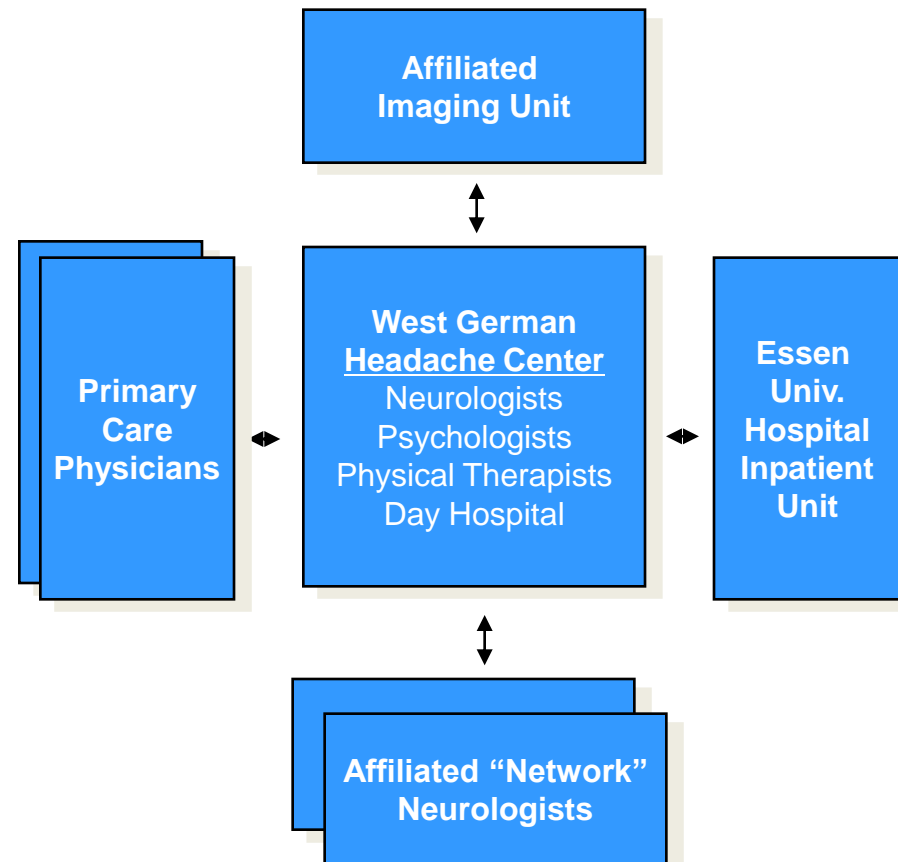 Affiliated
Imaging Unit
Primary
Care
Physicians
West German
Headache Center
Neurologists
Psychologists
Physical Therapists
Day Hospital
Essen
Univ.
Hospital
Inpatient
Unit
Affiliated “Network”
Neurologists